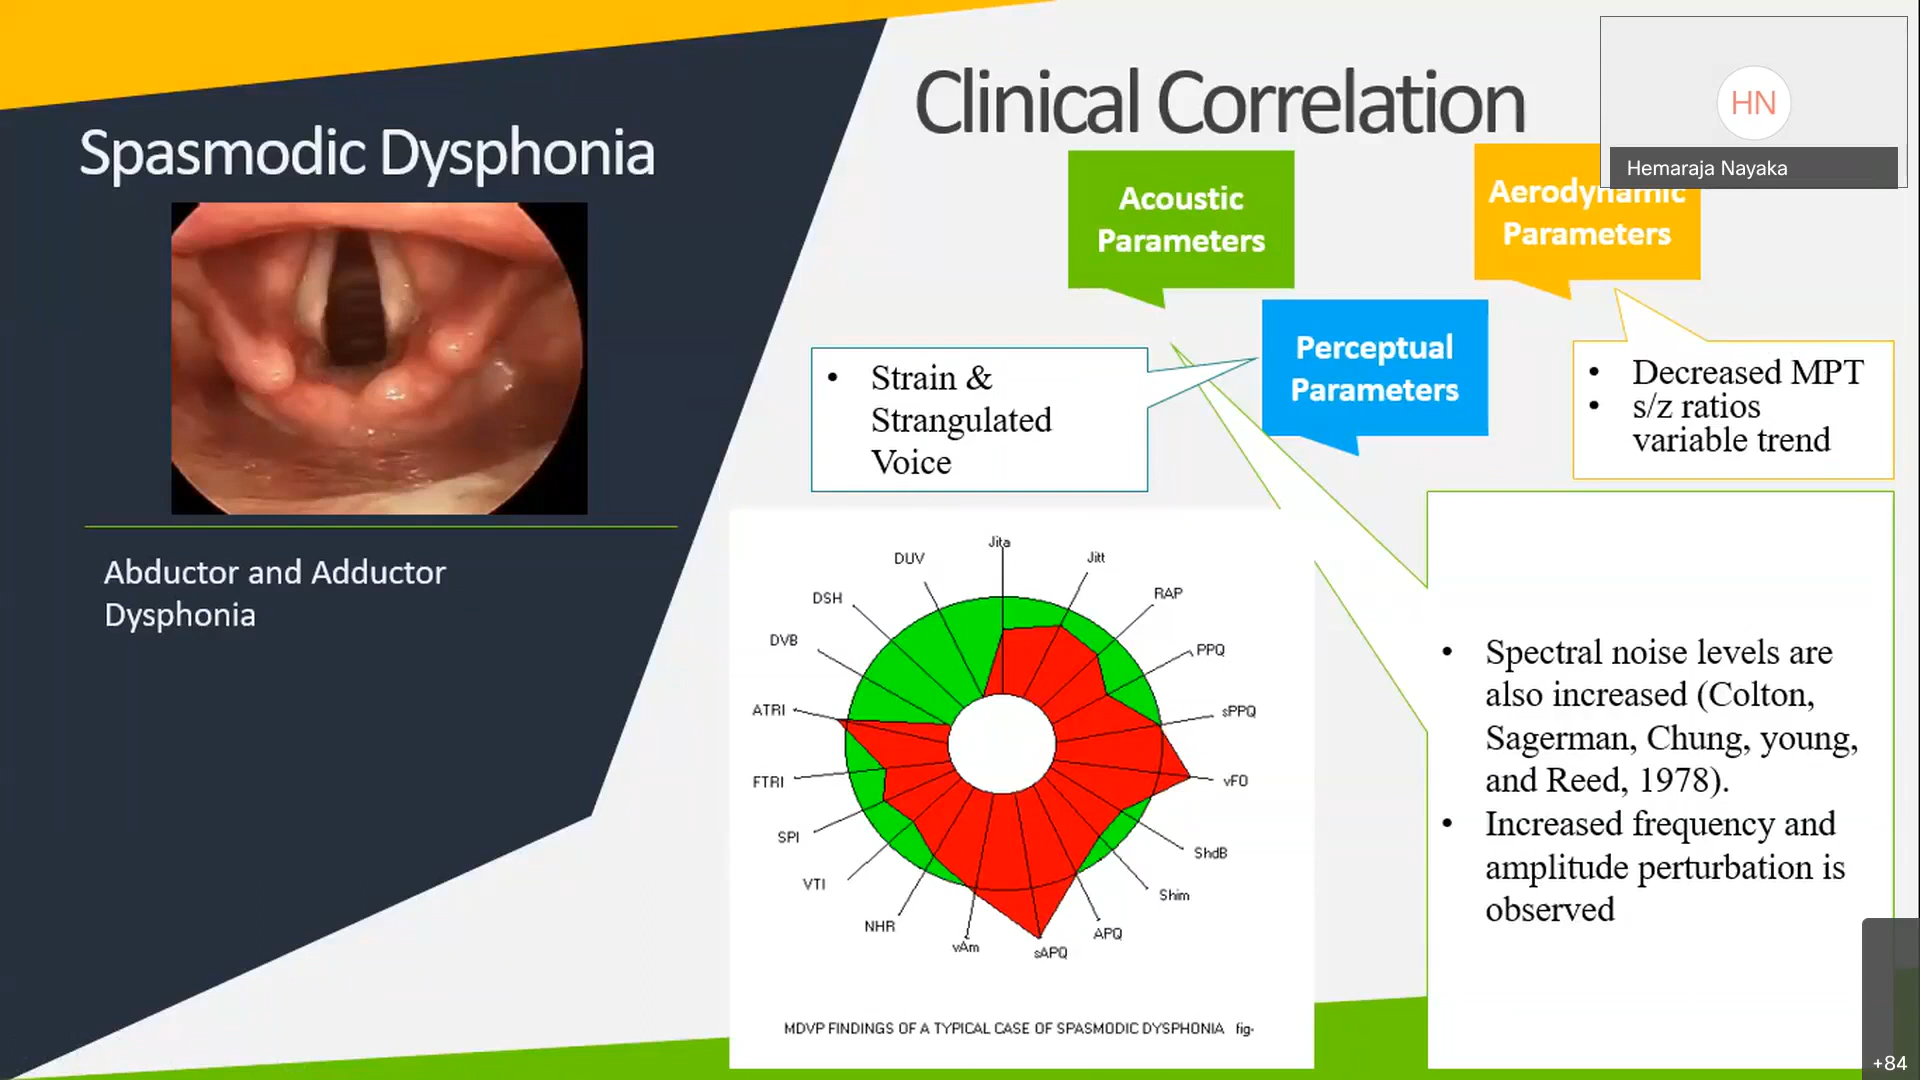 Spasmodic Dysphonia
Abductor and Adductor
Dysphonia
Clinical Correlation
HN
Hemaraja Nayaka
Acoustic
Parameters
Aerodynamic
Parameters
Perceptual
Parameters
• Strain &
Strangulated
Voice
• Decreased MPT
• s/z ratios
variable trend
• Spectral noise levels are
also increased (Colton,
Sagerman, Chung, young,
and Reed, 1978).
• Increased frequency and
amplitude perturbation is
observed
Jita
Jitt
RAP
PPQ
sPPQ
vF0
ShdB
Shim
APQ
sAPQ
vAm
NHR
VTI
SPI
FTRI
ATRI
DVB
DSH
DUV
MDVP FINDINGS OF A TYPICAL CASE OF SPASMODIC DYSPHONIA fig-
+84